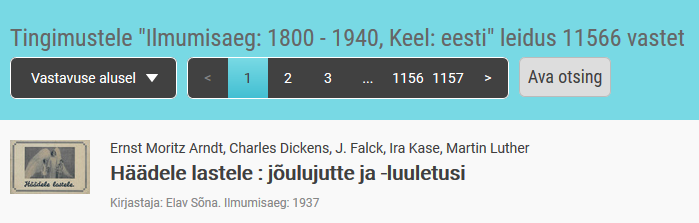 Tingimustele "Ilmumisaeg: 1800 - 1940, Keel: eesti" leidus 11566 vastet
Vastavuse alusel < 1 2 3 ... 1156 1157 > Ava otsing
Ernst Moritz Arndt, Charles Dickens, J. Falck, Ira Kase, Martin Luther
Häädele lastele : jõulujutte ja -luuletusi
Häädele lastele.
Kirjastaja: Elav Sõna. Ilmumisaeg: 1937